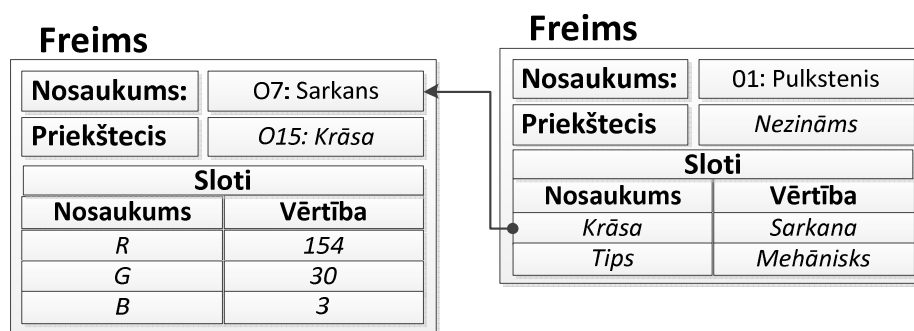 Freims
Nosaukums: O7: Sarkans
Priekštecis O15: Krāsa
Sloti
Nosaukums Vērtība
R 154
G 30
B 3
Freims
Nosaukums: 01: Pulkstenis
Priekštecis Nezināms
Sloti
Nosaukums Vērtība
Krāsa Sarkana
Tips Mehānisks